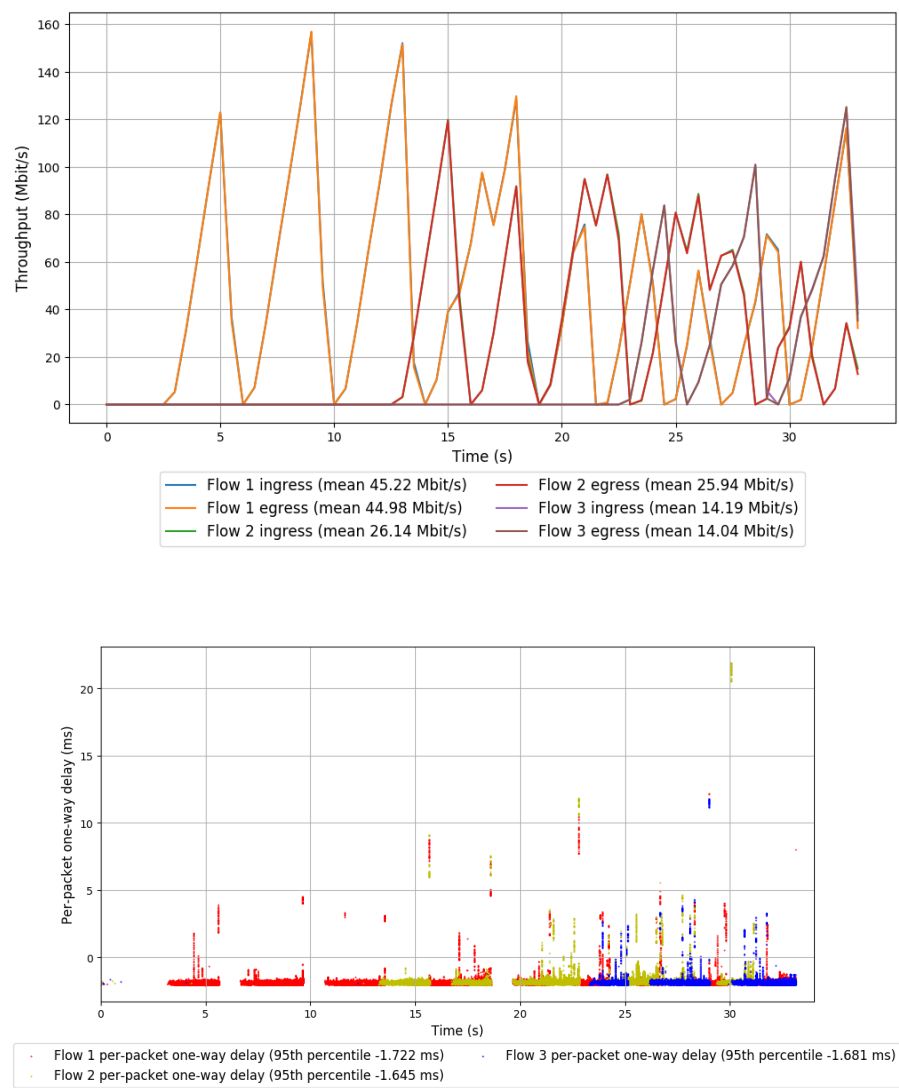 160
140
120
100
80
60
40
20
0
Throughput (Mbit/s)
0 5 10 15 20 25 30
Time (s)
Flow 1 ingress (mean 45.22 Mbit/s)
Flow 1 egress (mean 44.98 Mbit/s)
Flow 2 ingress (mean 26.14 Mbit/s)
Flow 2 egress (mean 25.94 Mbit/s)
Flow 3 ingress (mean 14.19 Mbit/s)
Flow 3 egress (mean 14.04 Mbit/s)
20
15
10
5
0
Per-packet one-way delay (ms)
0 5 10 15 20 25 30
Time (s)
Flow 1 per-packet one-way delay (95th percentile -1.722 ms)
Flow 2 per-packet one-way delay (95th percentile -1.645 ms)
Flow 3 per-packet one-way delay (95th percentile -1.681 ms)